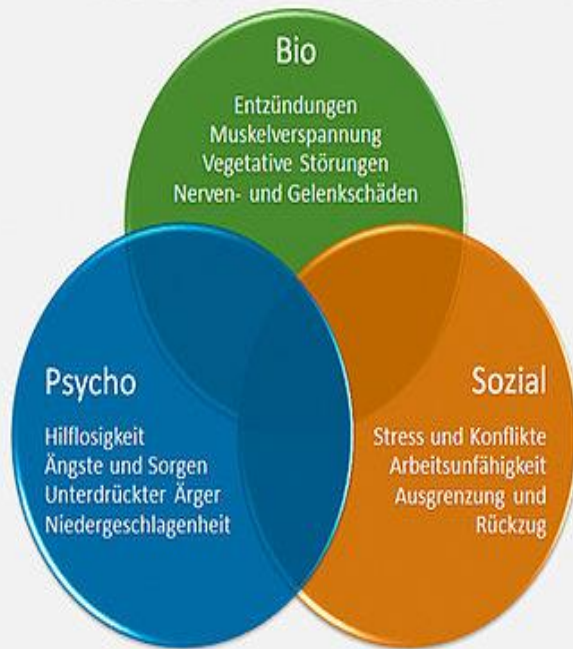 Bio
Entzündungen
Muskelverspannung
Vegetative Störungen
Nerven- und Gelenkschäden
Psycho
Hilflosigkeit
Ängste und Sorgen
Unterdrückter Ärger
Niedergeschlagenheit
Sozial
Stress und Konflikte
Arbeitsunfähigkeit
Ausgrenzung und
Rückzug